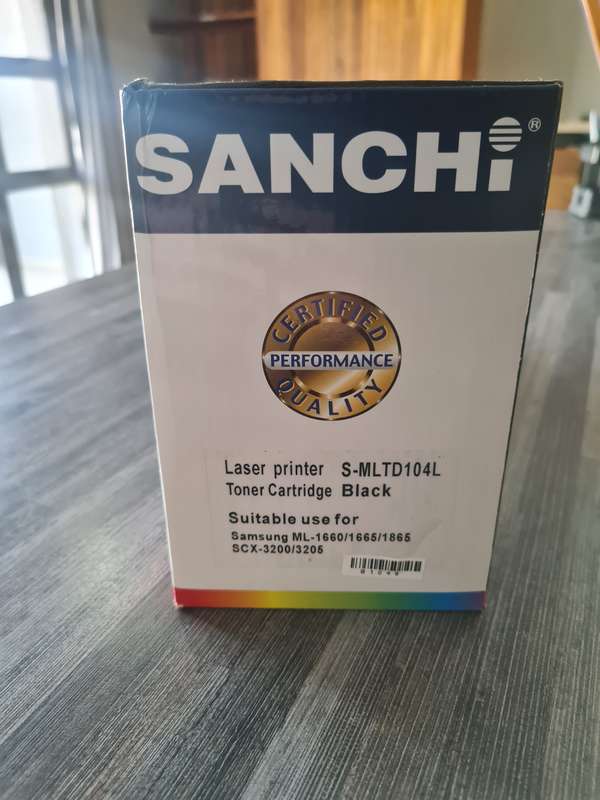 SANCHi®
CERTIFIED
PERFORMANCE
QUALITY
Laser printer S-MLTD104L
Toner Cartridge Black
Suitable use for
Samsung ML-1660/1665/1865
SCX-3200/3205